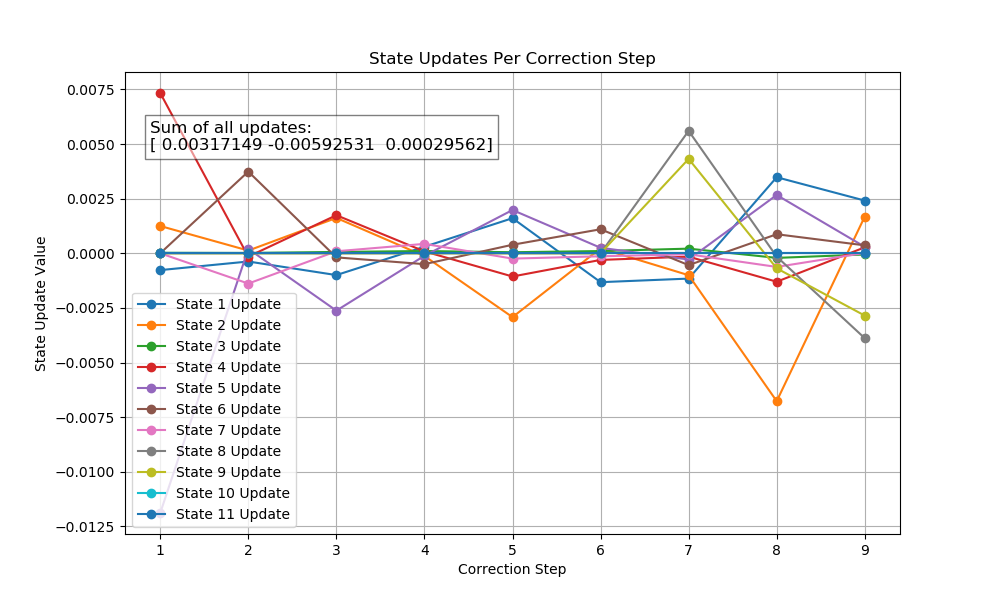 State Updates Per Correction Step
0.0075
0.0050
0.0025
0.0000
−0.0025
−0.0050
−0.0075
−0.0100
−0.0125
State Update Value
Sum of all updates:
[ 0.00317149 -0.00592531  0.00029562]
State 1 Update
State 2 Update
State 3 Update
State 4 Update
State 5 Update
State 6 Update
State 7 Update
State 8 Update
State 9 Update
State 10 Update
State 11 Update
1 2 3 4 5 6 7 8 9
Correction Step